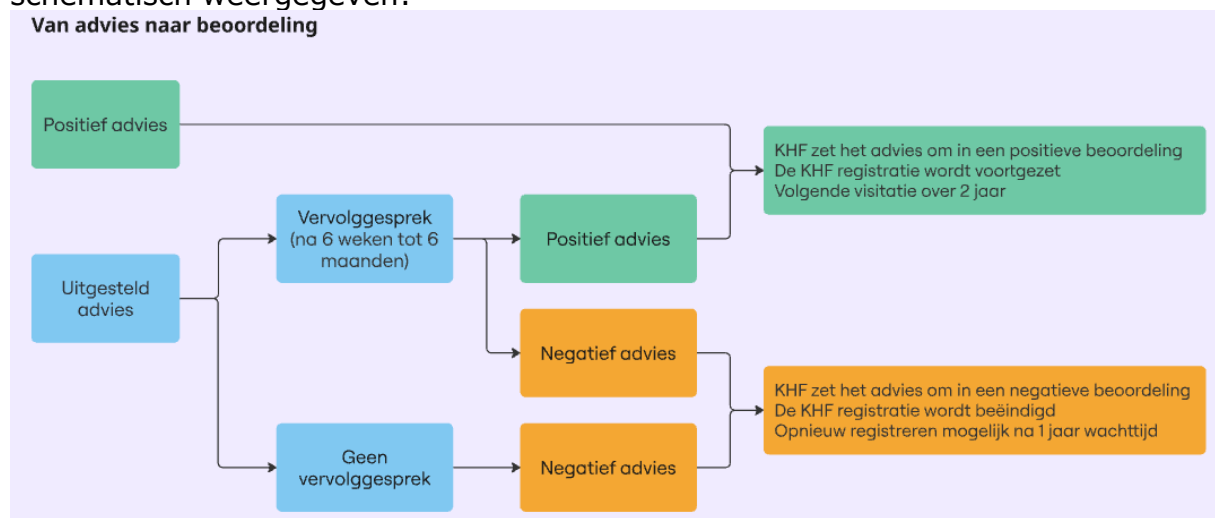 schematisch weergegeven:
Van advies naar beoordeling
Positief advies
KHF zet het advies om in een positieve beoordeling
De KHF registratie wordt voortgezet
Volgende visitatie over 2 jaar
Vervolggesprek
(na 6 weken tot 6
maanden)
Positief advies
Uitgesteld
advies
Negatief advies
KHF zet het advies om in een negatieve beoordeling
De KHF registratie wordt beëindigd
Opnieuw registreren mogelijk na 1 jaar wachttijd
Geen
vervolggesprek
Negatief advies